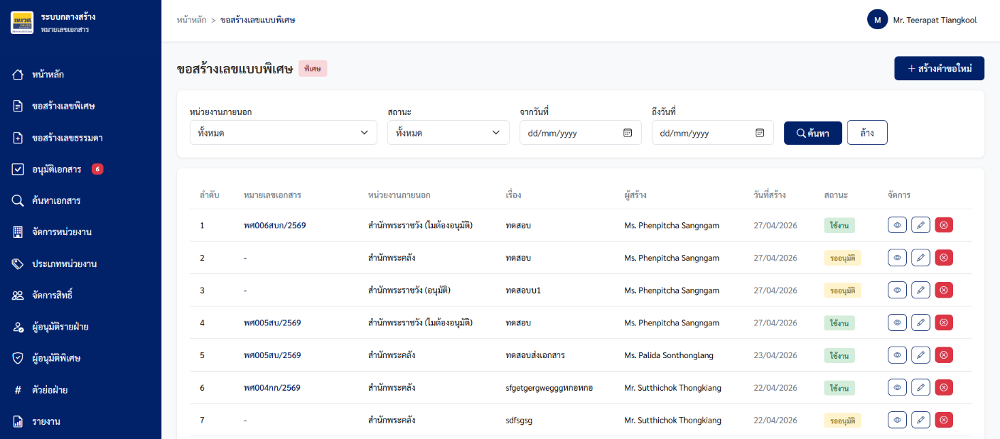 เทเวศ
DEVES
ระบบกลางสร้าง
หมายเลขเอกสาร
หน้าหลัก
ขอสร้างเลขพิเศษ
ขอสร้างเลขธรรมดา
อนุมัติเอกสาร 6
ค้นหาเอกสาร
จัดการหน่วยงาน
ประเภทหน่วยงาน
จัดการสิทธิ์
ผู้อนุมัติรายฝ่าย
ผู้อนุมัติพิเศษ
# ตัวย่อฝ่าย
รายงาน
หน้าหลัก > ขอสร้างเลขแบบพิเศษ
M Mr. Teerapat Tiangkool
ขอสร้างเลขแบบพิเศษ พิเศษ
+ สร้างคำขอใหม่
หน่วยงานภายนอก สถานะ จากวันที่ ถึงวันที่
ทั้งหมด ทั้งหมด dd/mm/yyyy dd/mm/yyyy ค้นหา ล้าง
ลำดับ หมายเลขเอกสาร หน่วยงานภายนอก เรื่อง ผู้สร้าง วันที่สร้าง สถานะ จัดการ
1 พศ006สบก/2569 สำนักพระราชวัง (ไม่ต้องอนุมัติ) ทดสอบ Ms. Phenpitcha Sangngam 27/04/2026 ใช้งาน
2 - สำนักพระคลัง ทดสอบ Ms. Phenpitcha Sangngam 27/04/2026 รออนุมัติ
3 - สำนักพระราชวัง (อนุมัติ) ทดสอบบ1 Ms. Phenpitcha Sangngam 27/04/2026 รออนุมัติ
4 พศ005สบ/2569 สำนักพระราชวัง (ไม่ต้องอนุมัติ) ทดสอบ Ms. Phenpitcha Sangngam 27/04/2026 ใช้งาน
5 พศ005สบ/2569 สำนักพระคลัง ทดสอบส่งเอกสาร Ms. Palida Sonthonglang 23/04/2026 ใช้งาน
6 พศ004กก/2569 สำนักพระคลัง sfgetgergwegggหกอหกอ Mr. Sutthichok Thongkiang 22/04/2026 ใช้งาน
7 - สำนักพระคลัง sdfsgsg Mr. Sutthichok Thongkiang 22/04/2026 รออนุมัติ